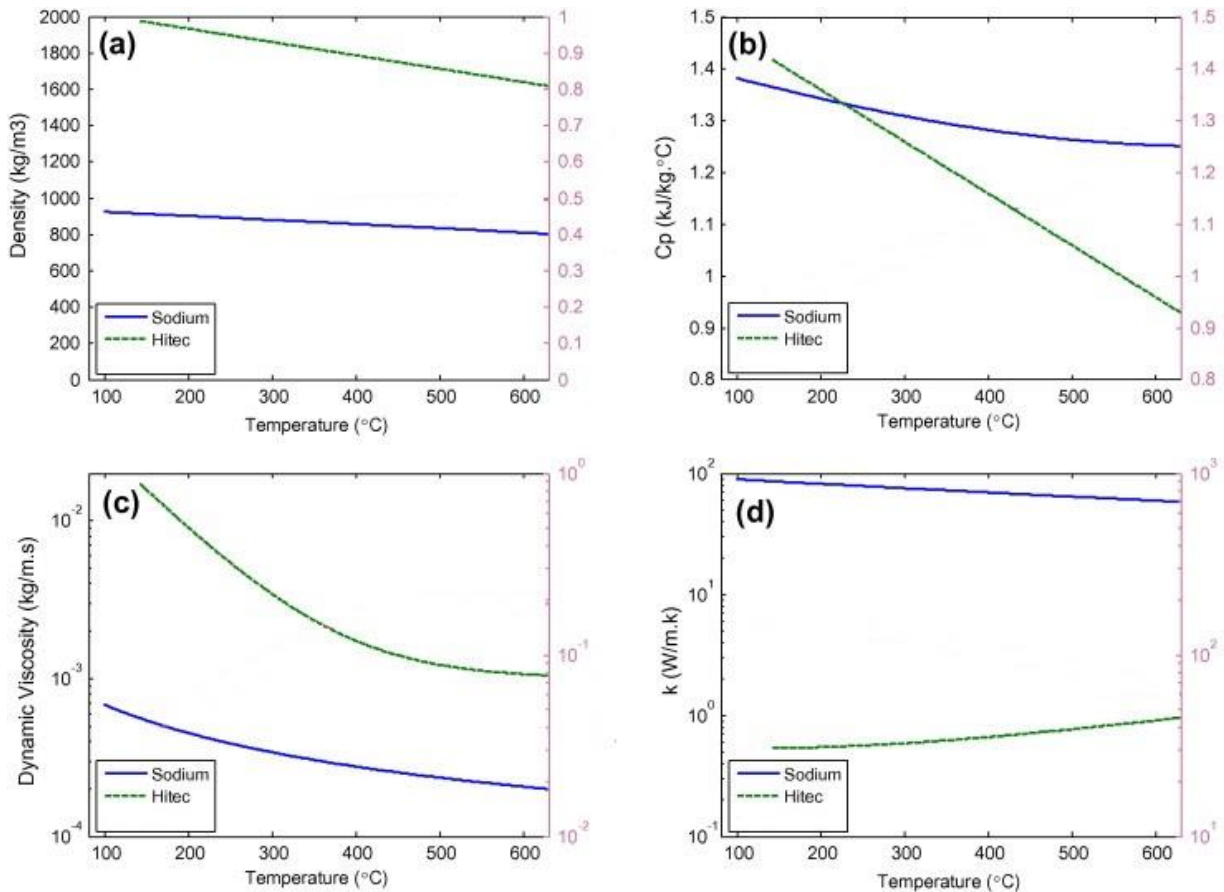 (a)
Density (kg/m3)
2000
1800
1600
1400
1200
1000
800
600
400
200
0
1
0.9
0.8
0.7
0.6
0.5
0.4
0.3
0.2
0.1
0
Sodium
Hitec
100 200 300 400 500 600
Temperature (°C)
(b)
Cp (kJ/kg.°C)
1.5
1.4
1.3
1.2
1.1
1
0.9
0.8
1.5
1.4
1.3
1.2
1.1
1
0.9
0.8
Sodium
Hitec
100 200 300 400 500 600
Temperature (°C)
(c)
Dynamic Viscosity (kg/m.s)
10⁻²
10⁻³
10⁻⁴
10⁰
10⁻¹
10⁻²
Sodium
Hitec
100 200 300 400 500 600
Temperature (°C)
(d)
k (W/m.k)
10²
10¹
10⁰
10⁻¹
10³
10²
10¹
Sodium
Hitec
100 200 300 400 500 600
Temperature (°C)